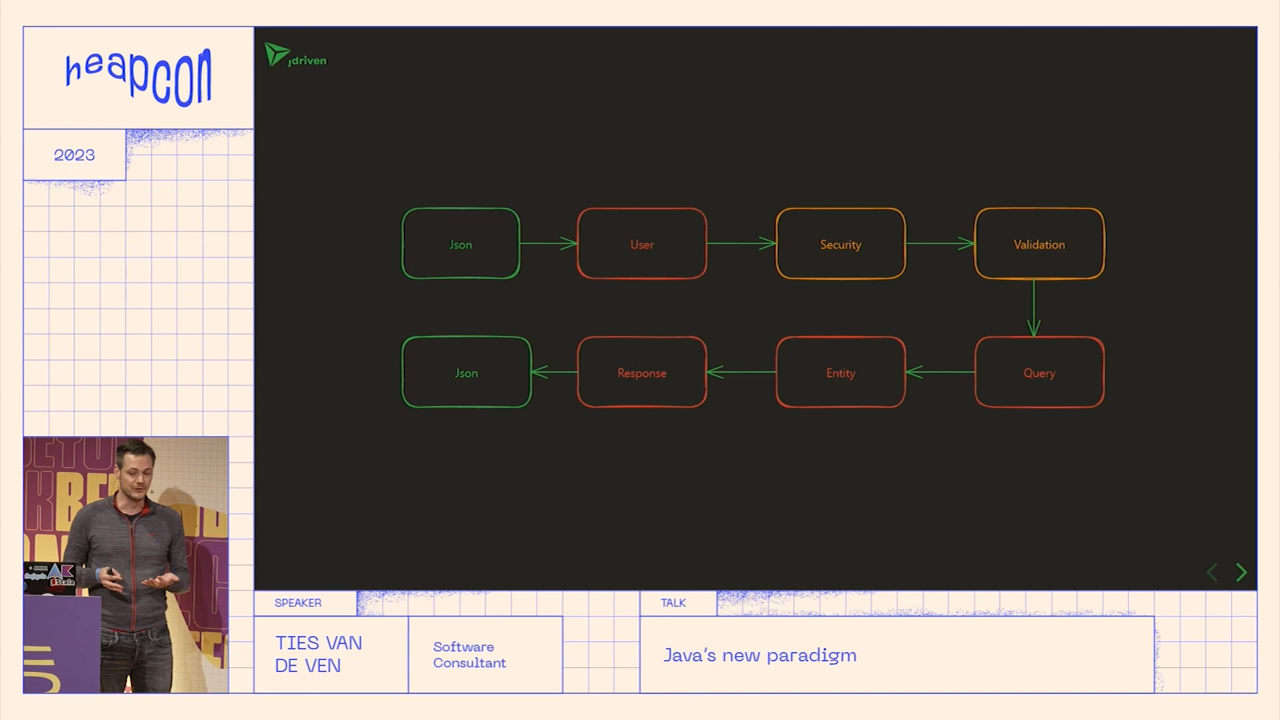 heapcon
2023
jdriven
Json
User
Security
Validation
Json
Response
Entity
Query
Scala
SPEAKER
TALK
TIES VAN
DE VEN
Software
Consultant
Java's new paradigm